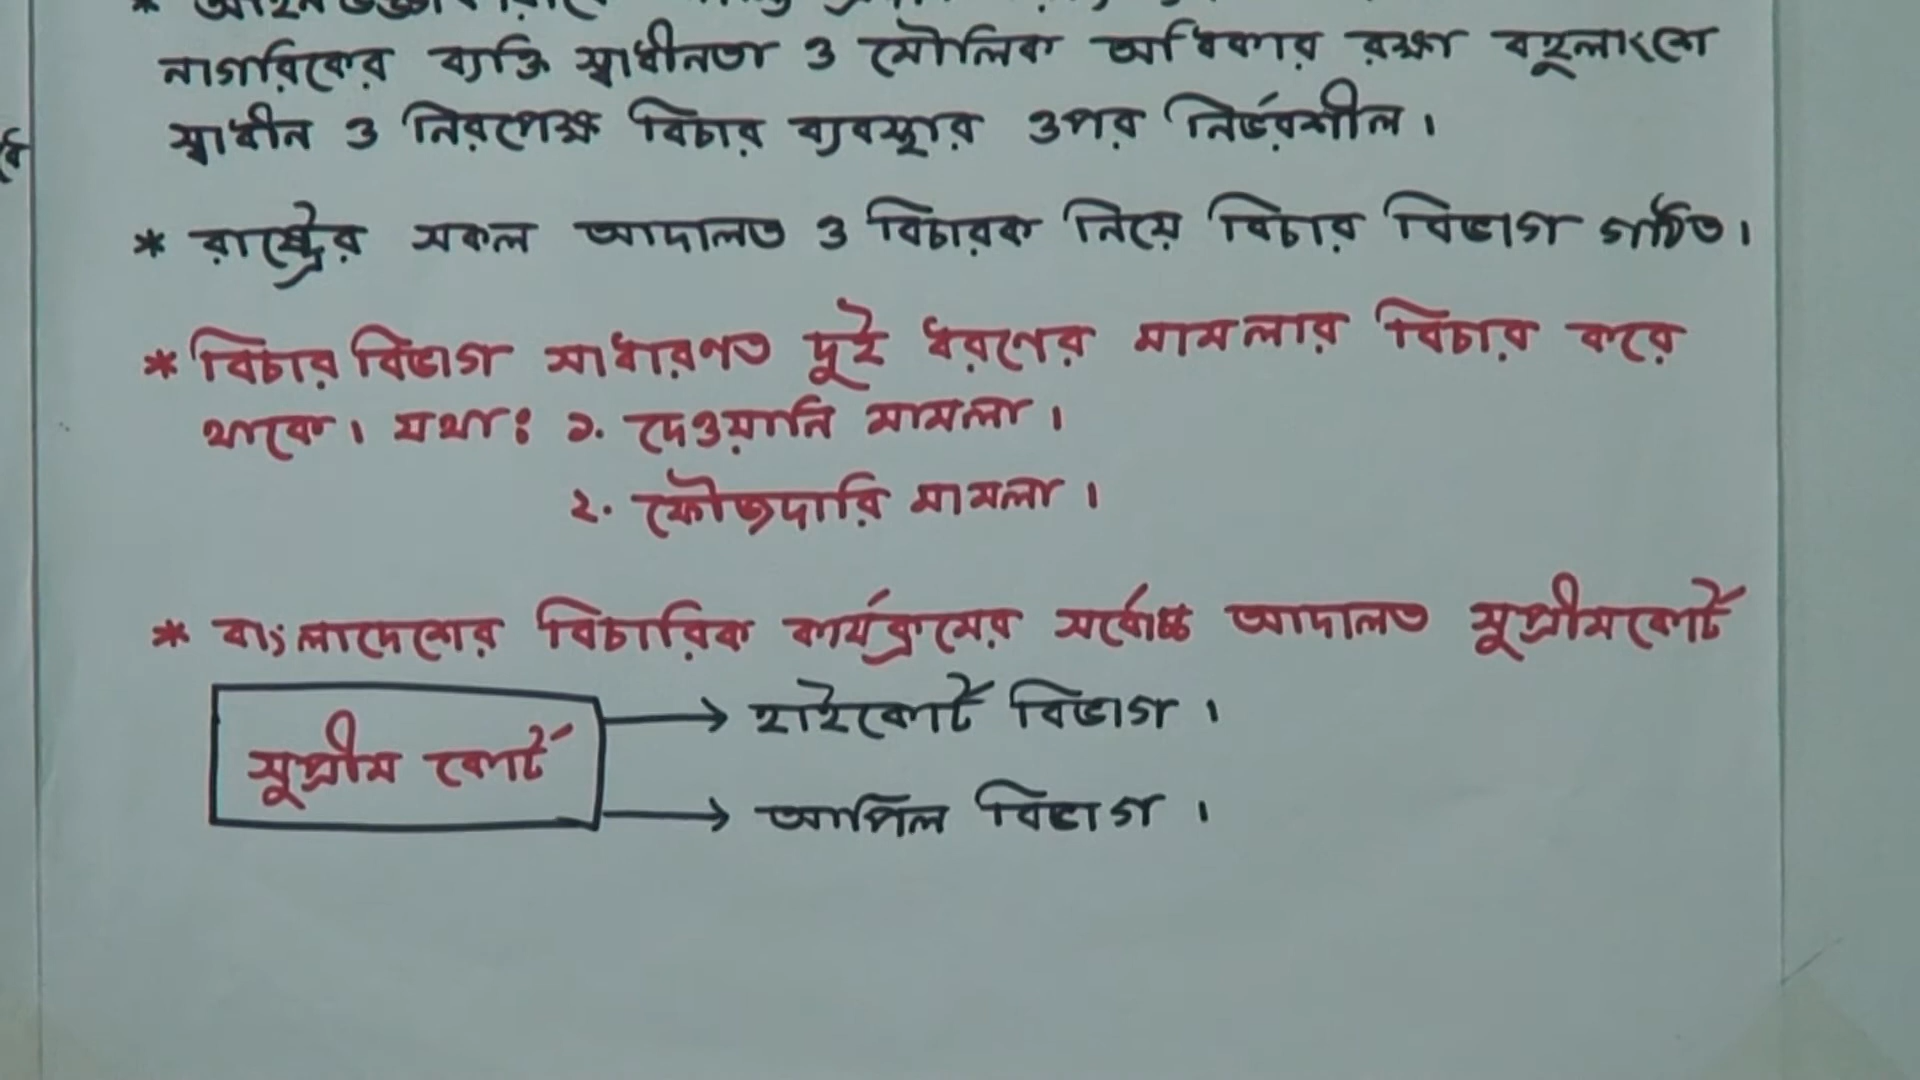 নাগরিকের ব্যক্তি স্বাধীনতা ও মৌলিক অধিকার রক্ষা বহুলাংশে
স্বাধীন ও নিরপেক্ষ বিচার ব্যবস্থার ওপর নির্ভরশীল।
* রাষ্ট্রের সকল আদালত ও বিচারক নিয়ে বিচার বিভাগ গঠিত।
* বিচার বিভাগ সাধারণত দুই ধরণের মামলার বিচার করে
থাকে। যথাঃ ১. দেওয়ানি মামলা।
২. ফৌজদারি মামলা।
* বাংলাদেশের বিচারিক কার্যক্রমের সর্বোচ্চ আদালত সুপ্রীমকোর্ট
সুপ্রীম কোর্ট → হাইকোর্ট বিভাগ।
→ আপিল বিভাগ।